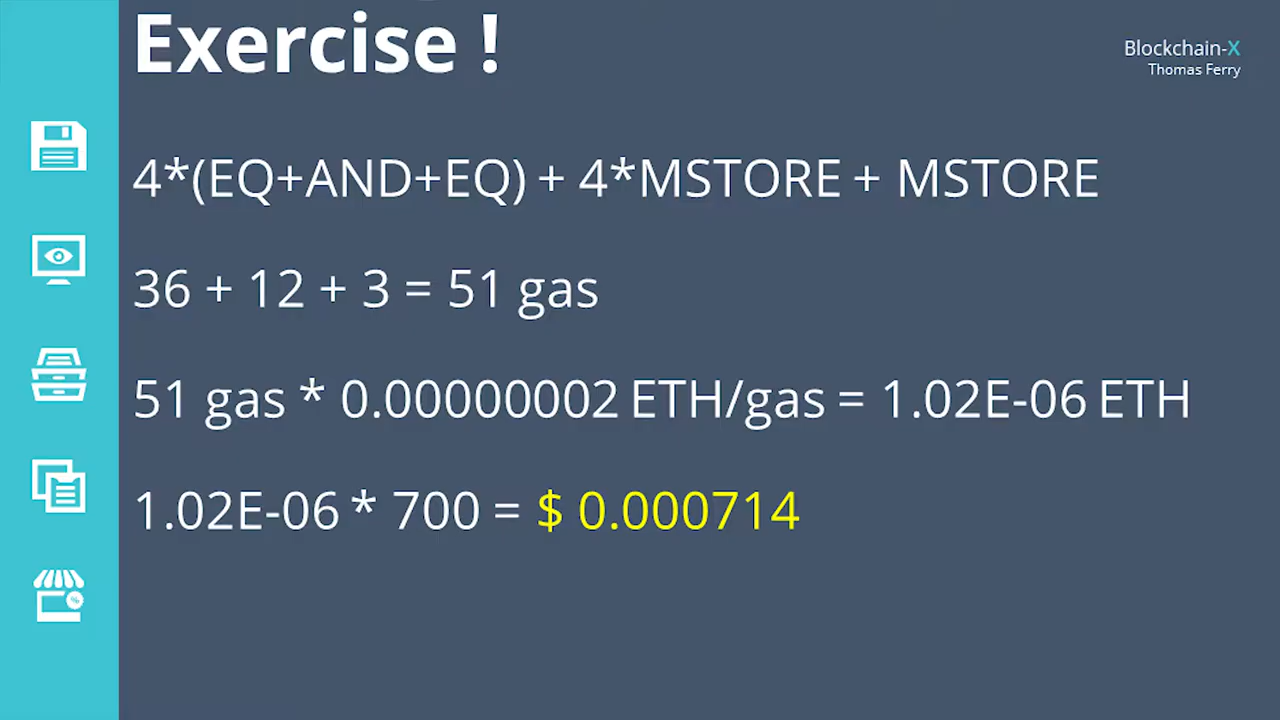 Exercise !
Blockchain-X
Thomas Ferry
4*(EQ+AND+EQ) + 4*MSTORE + MSTORE
36 + 12 + 3 = 51 gas
51 gas * 0.00000002 ETH/gas = 1.02E-06 ETH
1.02E-06 * 700 = $ 0.000714
%